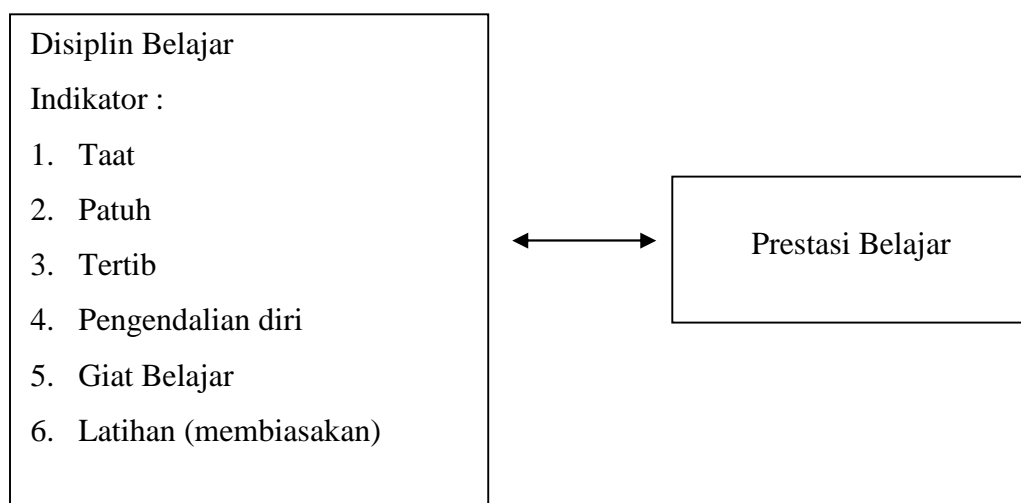 Disiplin Belajar
Indikator :
1. Taat
2. Patuh
3. Tertib
4. Pengendalian diri
5. Giat Belajar
6. Latihan (membiasakan)
Prestasi Belajar